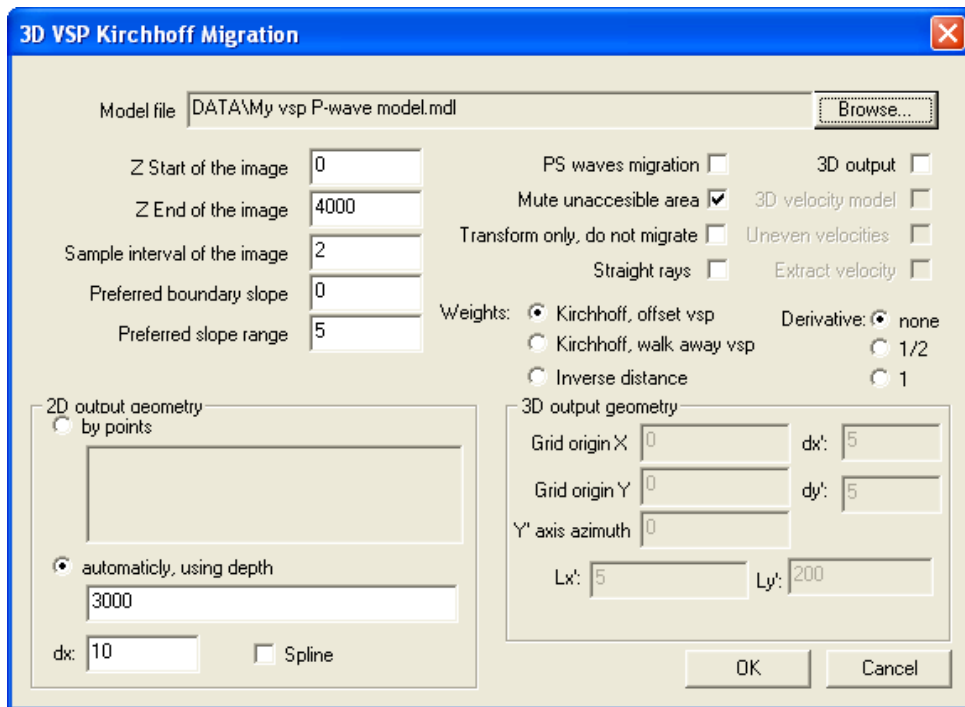 3D VSP Kirchhoff Migration
Model file DATA\My vsp P-wave model.mdl Browse...
Z Start of the image 0
Z End of the image 4000
Sample interval of the image 2
Preferred boundary slope 0
Preferred slope range 5
PS waves migration
Mute unaccesible area
Transform only, do not migrate
Straight rays
3D output
3D velocity model
Uneven velocities
Extract velocity
Weights: Kirchhoff, offset vsp
Kirchhoff, walk away vsp
Inverse distance
Derivative: none
1/2
1
2D output geometry
by points
automaticly, using depth
3000
dx: 10 Spline
3D output geometry
Grid origin X 0 dx': 5
Grid origin Y 0 dy': 5
Y' axis azimuth 0
Lx': 5 Ly': 200
OK Cancel